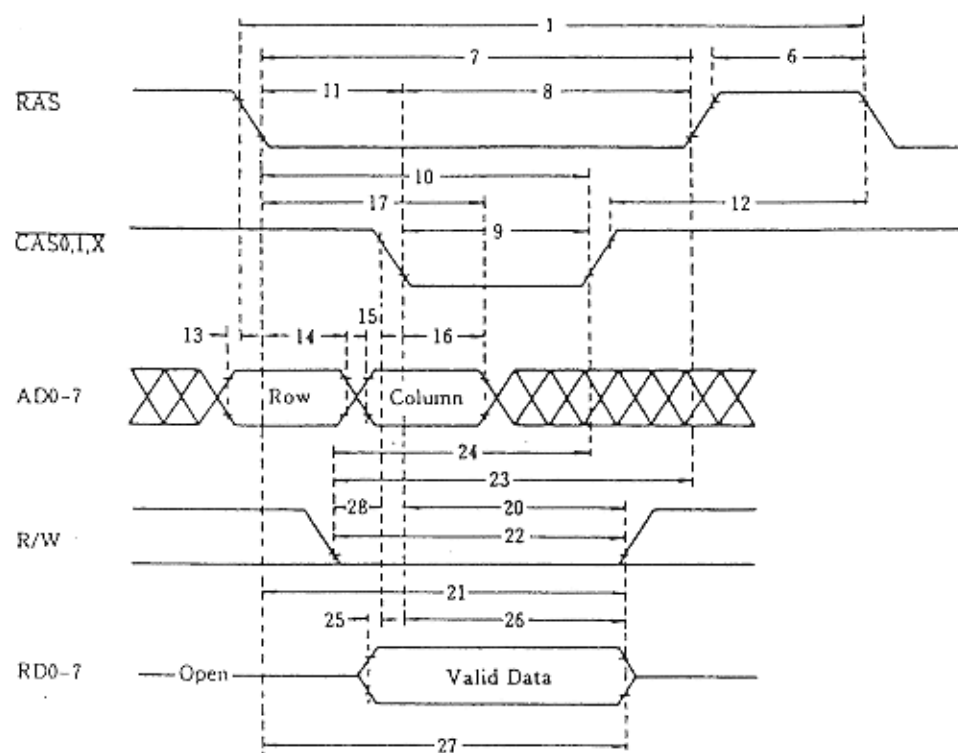 1
7 6
RAS 11 8
10
17 12
CAS0,1,X 9
13 14 15 16
AD0-7 Row Column
24
23
28 20
R/W 22
21
25 26
RD0-7 Open Valid Data
27